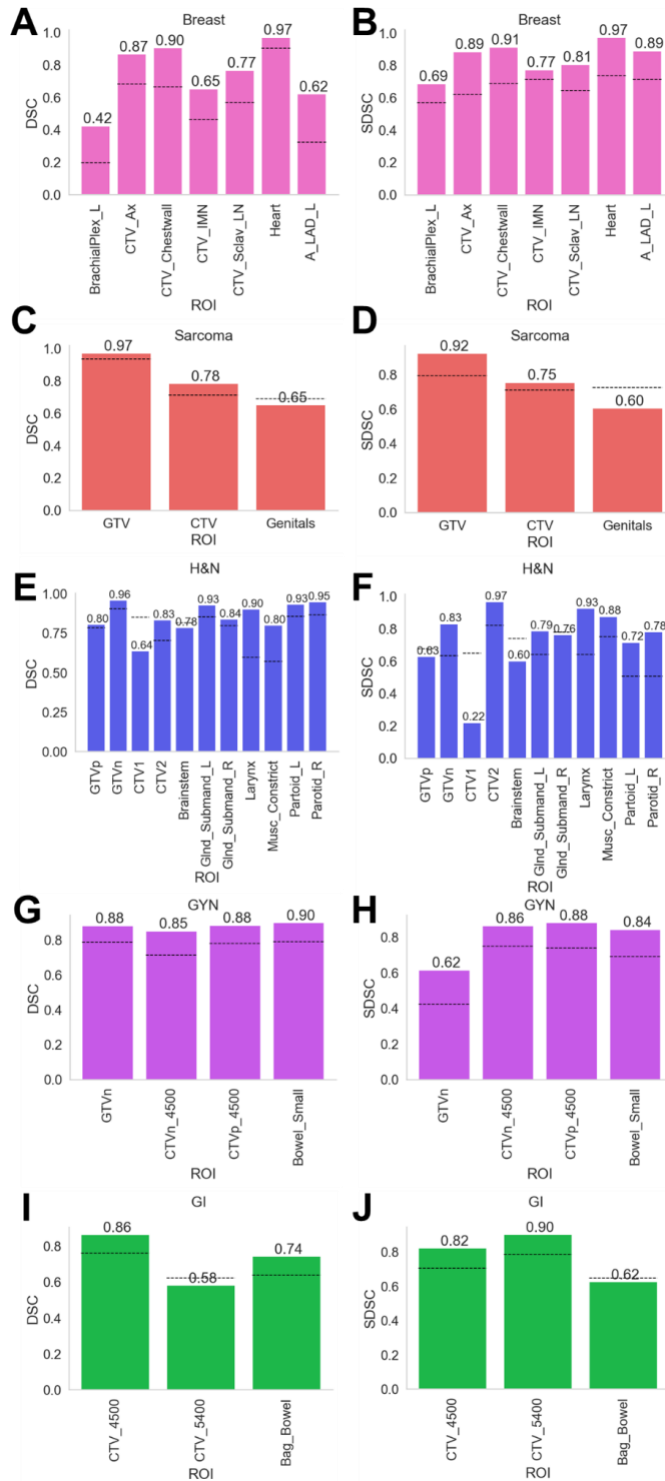 A
Breast
DSC
1.0
0.8
0.6
0.4
0.2
0.0
0.42
0.87
0.90
0.65
0.77
0.97
0.62
BrachialPlex_L
CTV_Ax
CTV_Chestwall
CTV_IMN
CTV_Sclav_LN
Heart
A_LAD_L
ROI
B
Breast
SDSC
1.0
0.8
0.6
0.4
0.2
0.0
0.69
0.89
0.91
0.77
0.81
0.97
0.89
BrachialPlex_L
CTV_Ax
CTV_Chestwall
CTV_IMN
CTV_Sclav_LN
Heart
A_LAD_L
ROI
C
Sarcoma
DSC
1.0
0.8
0.6
0.4
0.2
0.0
0.97
0.78
0.65
GTV
CTV
Genitals
ROI
D
Sarcoma
SDSC
0.8
0.6
0.4
0.2
0.0
0.92
0.75
0.60
GTV
CTV
Genitals
ROI
E
H&N
DSC
1.00
0.75
0.50
0.25
0.00
0.80
0.96
0.64
0.83
0.78
0.93
0.84
0.90
0.80
0.93
0.95
GTVp
GTVn
CTV1
CTV2
Brainstem
Glnd_Submand_L
Glnd_Submand_R
Larynx
Musc_Constrict
Partoid_L
Parotid_R
ROI
F
H&N
SDSC
1.0
0.8
0.6
0.4
0.2
0.0
0.63
0.83
0.22
0.97
0.60
0.79
0.76
0.93
0.88
0.72
0.78
GTVp
GTVn
CTV1
CTV2
Brainstem
Glnd_Submand_L
Glnd_Submand_R
Larynx
Musc_Constrict
Partoid_L
Parotid_R
ROI
G
GYN
DSC
0.8
0.6
0.4
0.2
0.0
0.88
0.85
0.88
0.90
GTVn
CTVn_4500
CTVp_4500
Bowel_Small
ROI
H
GYN
SDSC
0.8
0.6
0.4
0.2
0.0
0.62
0.86
0.88
0.84
GTVn
CTVn_4500
CTVp_4500
Bowel_Small
ROI
I
GI
DSC
0.8
0.6
0.4
0.2
0.0
0.86
0.58
0.74
CTV_4500
CTV_5400
Bag_Bowel
ROI
J
GI
SDSC
0.8
0.6
0.4
0.2
0.0
0.82
0.90
0.62
CTV_4500
CTV_5400
Bag_Bowel
ROI